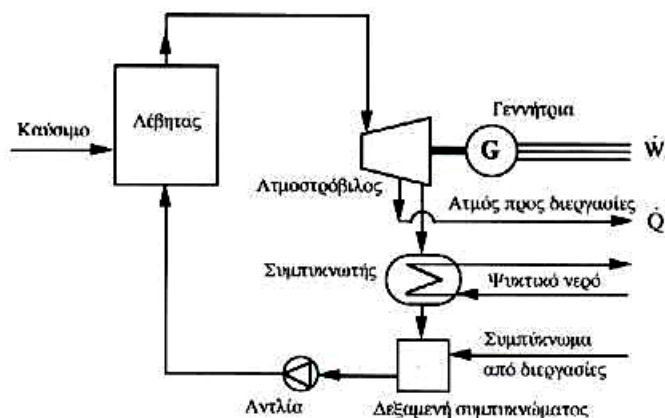 Γεννήτρια
Καύσιμο
Λέβητας
G
Ẇ
Ατμοστρόβιλος
Ατμός προς διεργασίες
Q̇
Συμπυκνωτής
Ψυκτικό νερό
Συμπύκνωμα
από διεργασίες
Αντλία
Δεξαμενή συμπυκνώματος